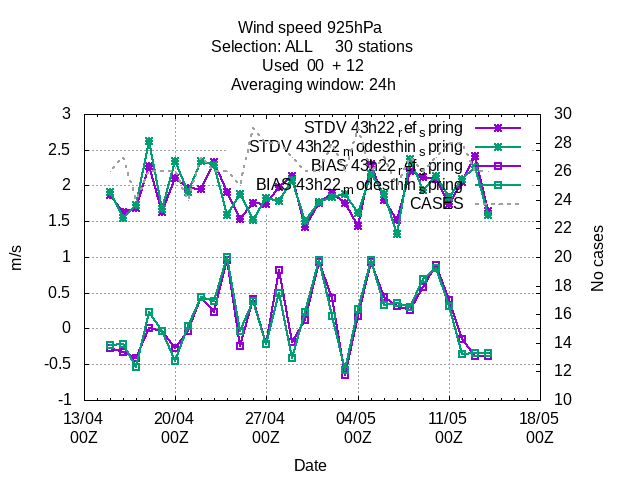 Wind speed 925hPa
Selection: ALL 30 stations
Used 00 + 12
Averaging window: 24h
3
2.5
2
1.5
1
0.5
0
-0.5
-1
30
28
26
24
22
20
18
16
14
12
10
STDV 43h22_ref_spring
STDV 43h22_modesthin_spring
BIAS 43h22_ref_spring
BIAS 43h22_modesthin_spring
CASES
m/s
No cases
13/04 20/04 27/04 04/05 11/05 18/05
00Z 00Z 00Z 00Z 00Z 00Z
Date